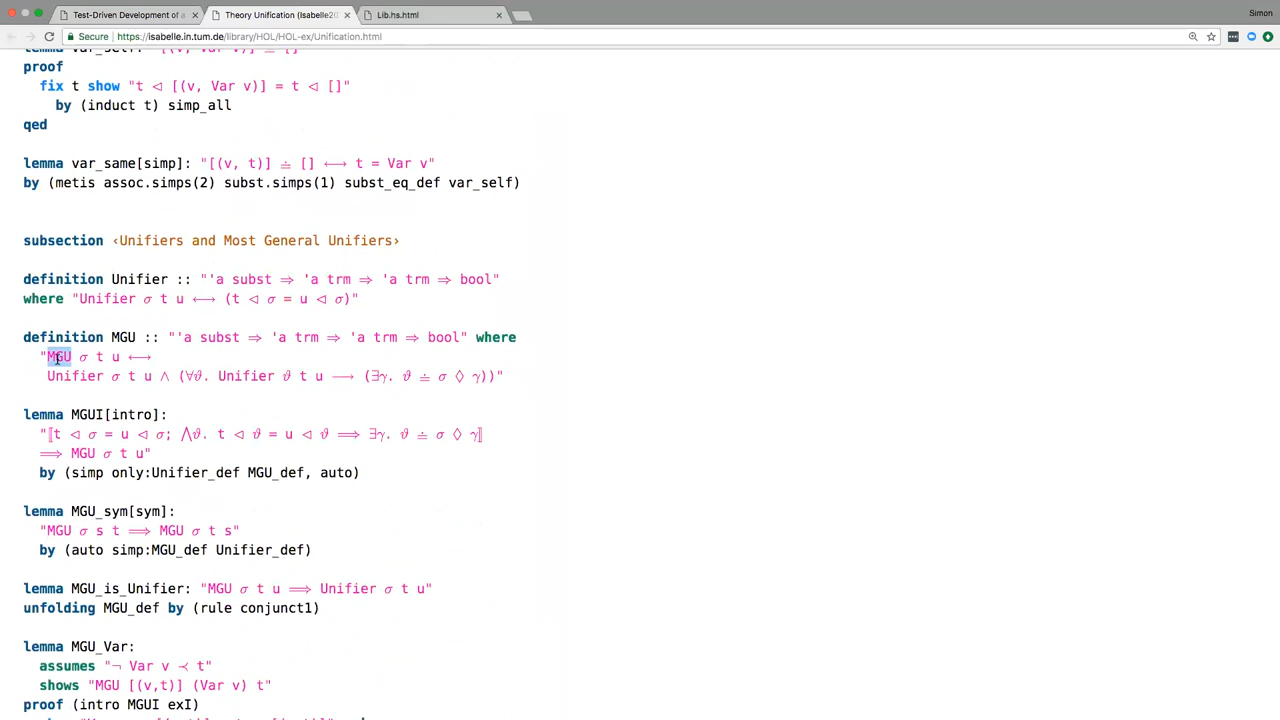 Test-Driven Development of a
Theory Unification (Isabelle20
Lib.hs.html
Simon
Secure
https://isabelle.in.tum.de/library/HOL/HOL-ex/Unification.html
lemma var_self: "[(v, Var v)] ≐ []"
proof
fix t show "t ⊲ [(v, Var v)] = t ⊲ []"
by (induct t) simp_all
qed
lemma var_same[simp]: "[(v, t)] ≐ [] ⟷ t = Var v"
by (metis assoc.simps(2) subst.simps(1) subst_eq_def var_self)
subsection ‹Unifiers and Most General Unifiers›
definition Unifier :: "'a subst ⇒ 'a trm ⇒ 'a trm ⇒ bool"
where "Unifier σ t u ⟷ (t ⊲ σ = u ⊲ σ)"
definition MGU :: "'a subst ⇒ 'a trm ⇒ 'a trm ⇒ bool" where
"MGU σ t u ⟷
Unifier σ t u ∧ (∀ϑ. Unifier ϑ t u ⟶ (∃γ. ϑ ≐ σ ◊ γ))"
lemma MGUI[intro]:
"⟦t ⊲ σ = u ⊲ σ; ⋀ϑ. t ⊲ ϑ = u ⊲ ϑ ⟹ ∃γ. ϑ ≐ σ ◊ γ⟧
⟹ MGU σ t u"
by (simp only:Unifier_def MGU_def, auto)
lemma MGU_sym[sym]:
"MGU σ s t ⟹ MGU σ t s"
by (auto simp:MGU_def Unifier_def)
lemma MGU_is_Unifier: "MGU σ t u ⟹ Unifier σ t u"
unfolding MGU_def by (rule conjunct1)
lemma MGU_Var:
assumes "¬ Var v ≺ t"
shows "MGU [(v,t)] (Var v) t"
proof (intro MGUI exI)